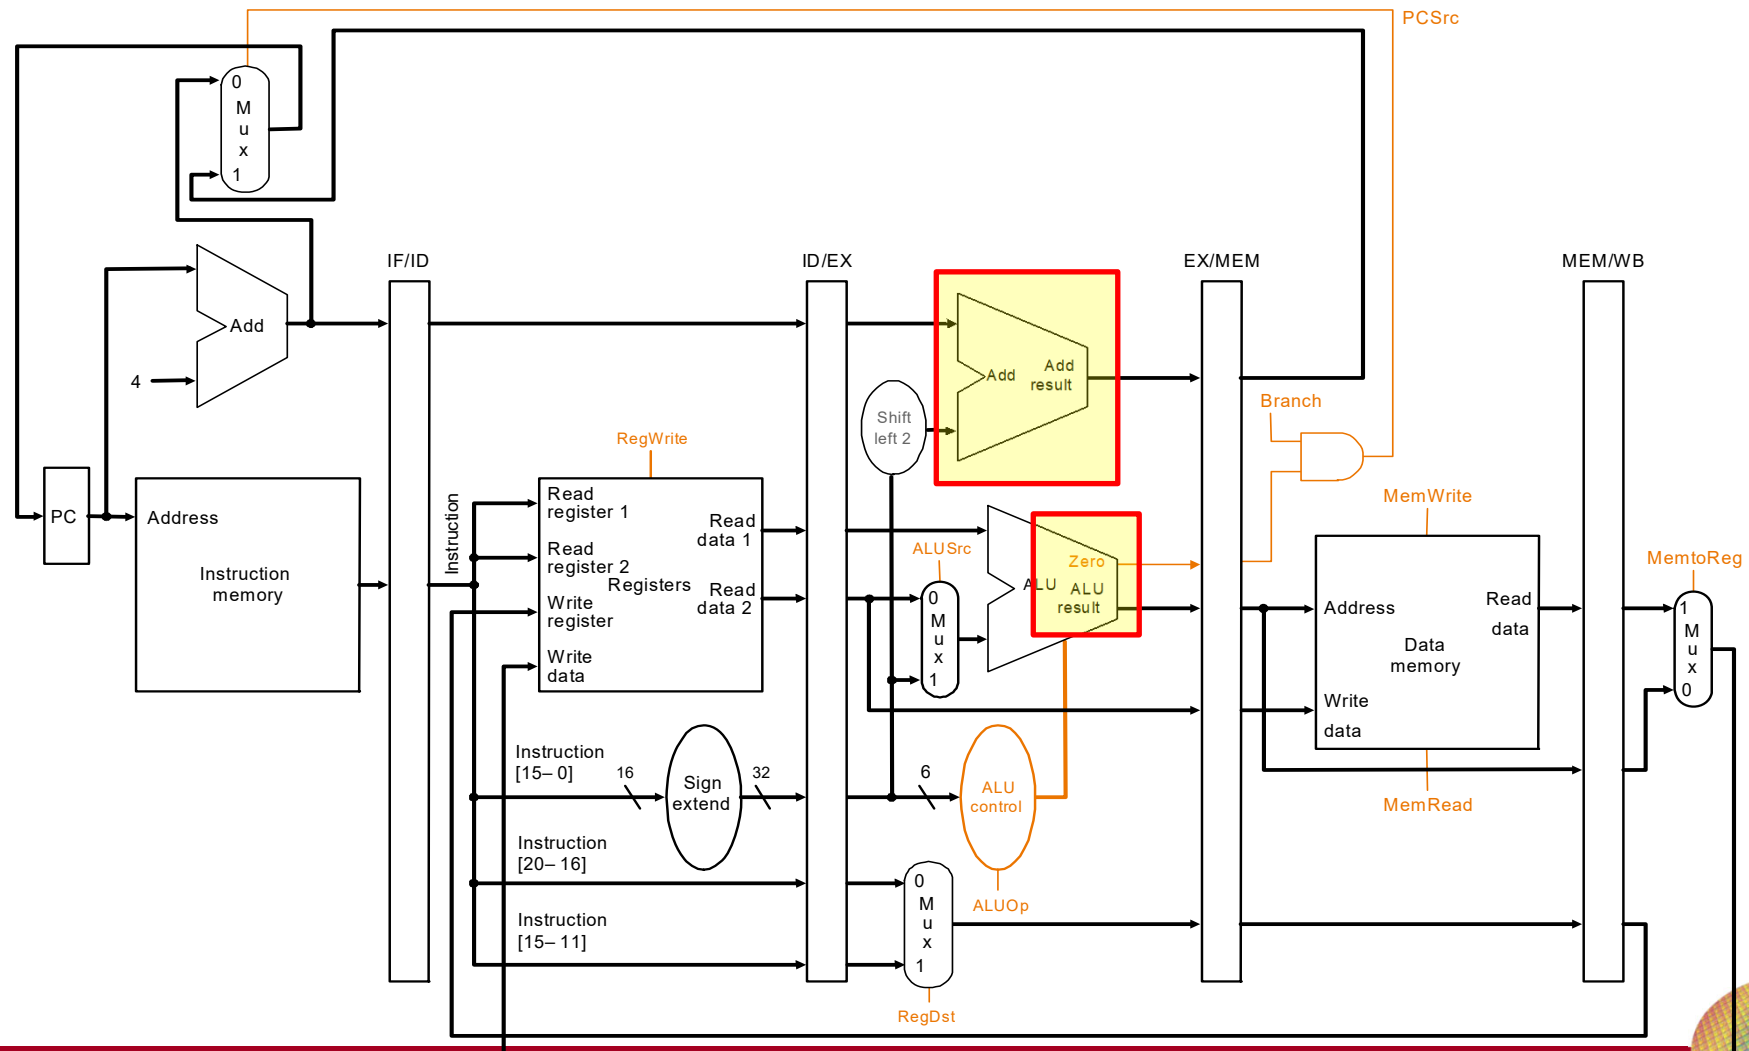 PCSrc
0
M
u
x
1
IF/ID
ID/EX
EX/MEM
MEM/WB
Add
4
Add
Add
result
Shift
left 2
Branch
RegWrite
PC
Address
Instruction
memory
Instruction
Read
register 1
Read
register 2
Write
register
Write
data
Registers
Read
data 1
Read
data 2
ALUSrc
0
M
u
x
1
Zero
ALU
ALU
result
MemWrite
Address
Read
data
Data
memory
Write
data
MemRead
MemtoReg
1
M
u
x
0
Instruction
[15– 0]
16
Sign
extend
32
6
ALU
control
ALUOp
Instruction
[20– 16]
Instruction
[15– 11]
0
M
u
x
1
RegDst